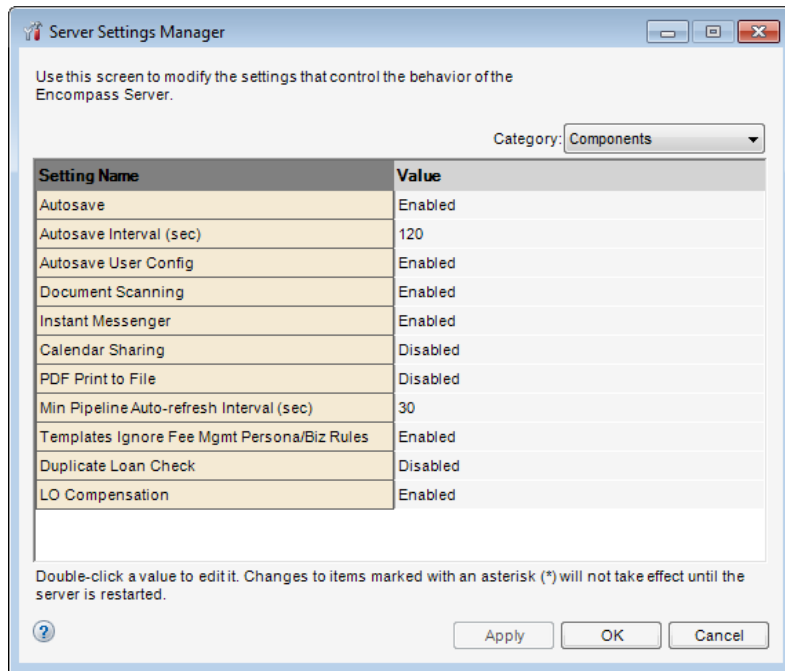 Server Settings Manager
Use this screen to modify the settings that control the behavior of the
Encompass Server.
Category: Components
Setting Name Value
Autosave Enabled
Autosave Interval (sec) 120
Autosave User Config Enabled
Document Scanning Enabled
Instant Messenger Enabled
Calendar Sharing Disabled
PDF Print to File Disabled
Min Pipeline Auto-refresh Interval (sec) 30
Templates Ignore Fee Mgmt Persona/Biz Rules Enabled
Duplicate Loan Check Disabled
LO Compensation Enabled
Double-click a value to edit it. Changes to items marked with an asterisk (*) will not take effect until the
server is restarted.
? Apply OK Cancel